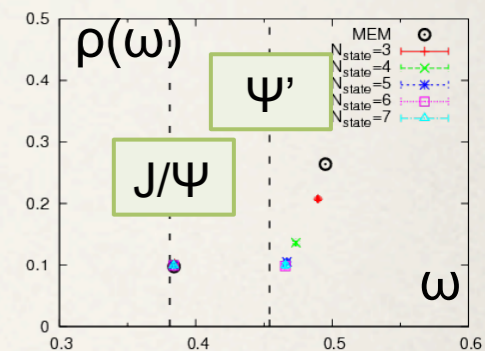 0.5
0.4
0.3
0.2
0.1
0
ρ(ω)
Ψ'
J/Ψ
ω
MEM
N_state=3
N_state=4
N_state=5
N_state=6
N_state=7
0.3 0.4 0.5 0.6